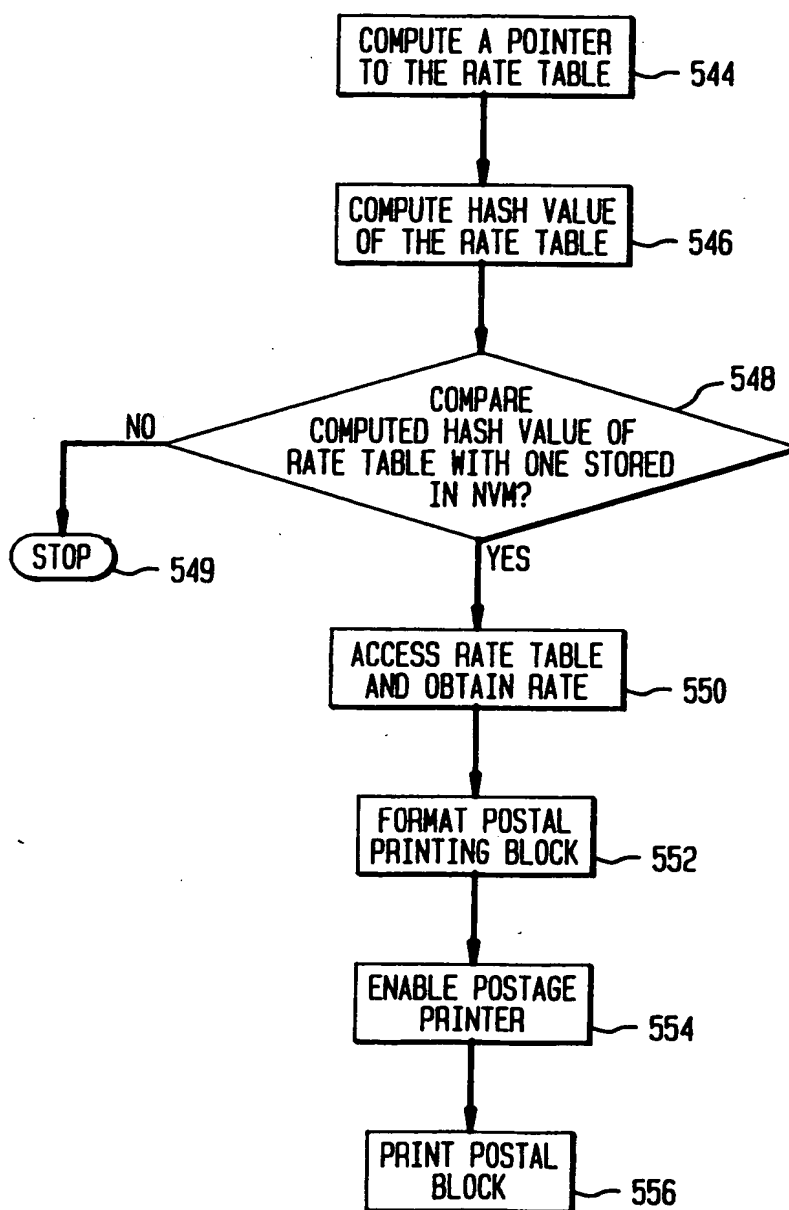 COMPUTE A POINTER
TO THE RATE TABLE
544
COMPUTE HASH VALUE
OF THE RATE TABLE
546
COMPARE
COMPUTED HASH VALUE OF
RATE TABLE WITH ONE STORED
IN NVM?
548
NO
STOP
549
YES
ACCESS RATE TABLE
AND OBTAIN RATE
550
FORMAT POSTAL
PRINTING BLOCK
552
ENABLE POSTAGE
PRINTER
554
PRINT POSTAL
BLOCK
556